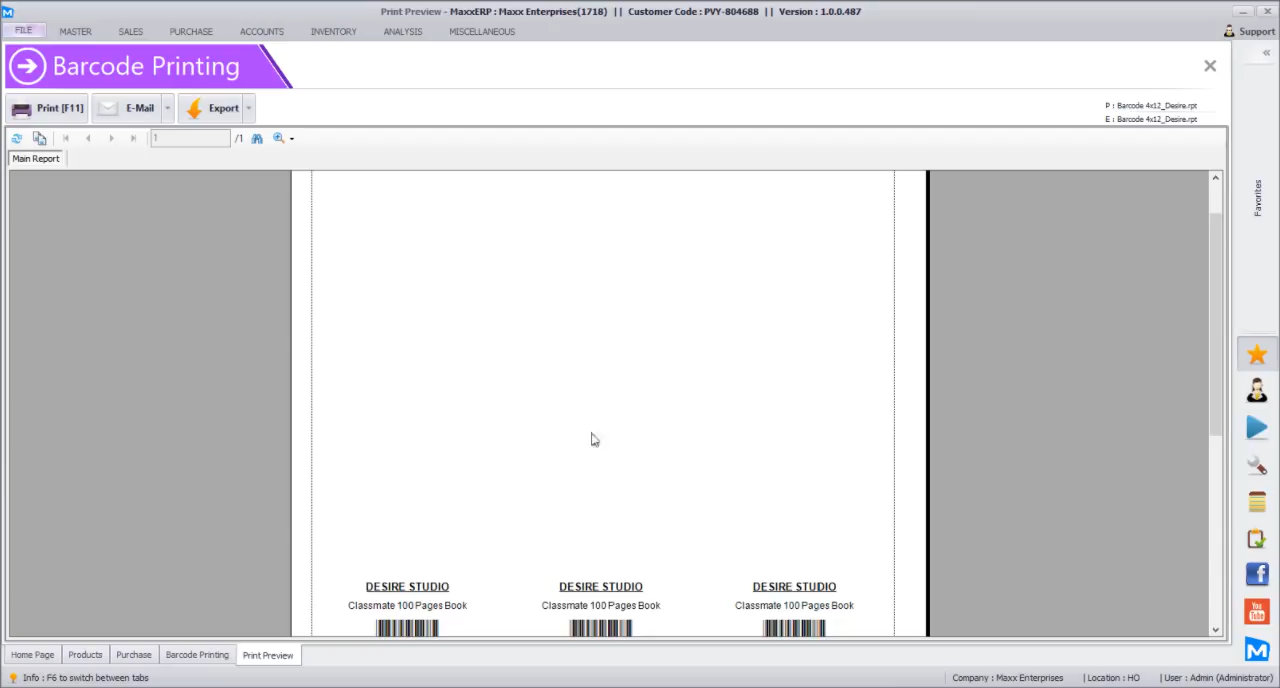 Print Preview - MaxxERP : Maxx Enterprises(1718) || Customer Code : PVY-804688 || Version : 1.0.0.487
FILE MASTER SALES PURCHASE ACCOUNTS INVENTORY ANALYSIS MISCELLANEOUS Support
Barcode Printing
Print [F11] E-Mail Export
P : Barcode 4x12_Desire.rpt
E : Barcode 4x12_Desire.rpt
1 /1
Main Report
Favorites
DESIRE STUDIO DESIRE STUDIO DESIRE STUDIO
Classmate 100 Pages Book Classmate 100 Pages Book Classmate 100 Pages Book
You
Tube
Home Page Products Purchase Barcode Printing Print Preview
Info : F6 to switch between tabs Company : Maxx Enterprises | Location : HO | User : Admin (Administrator)